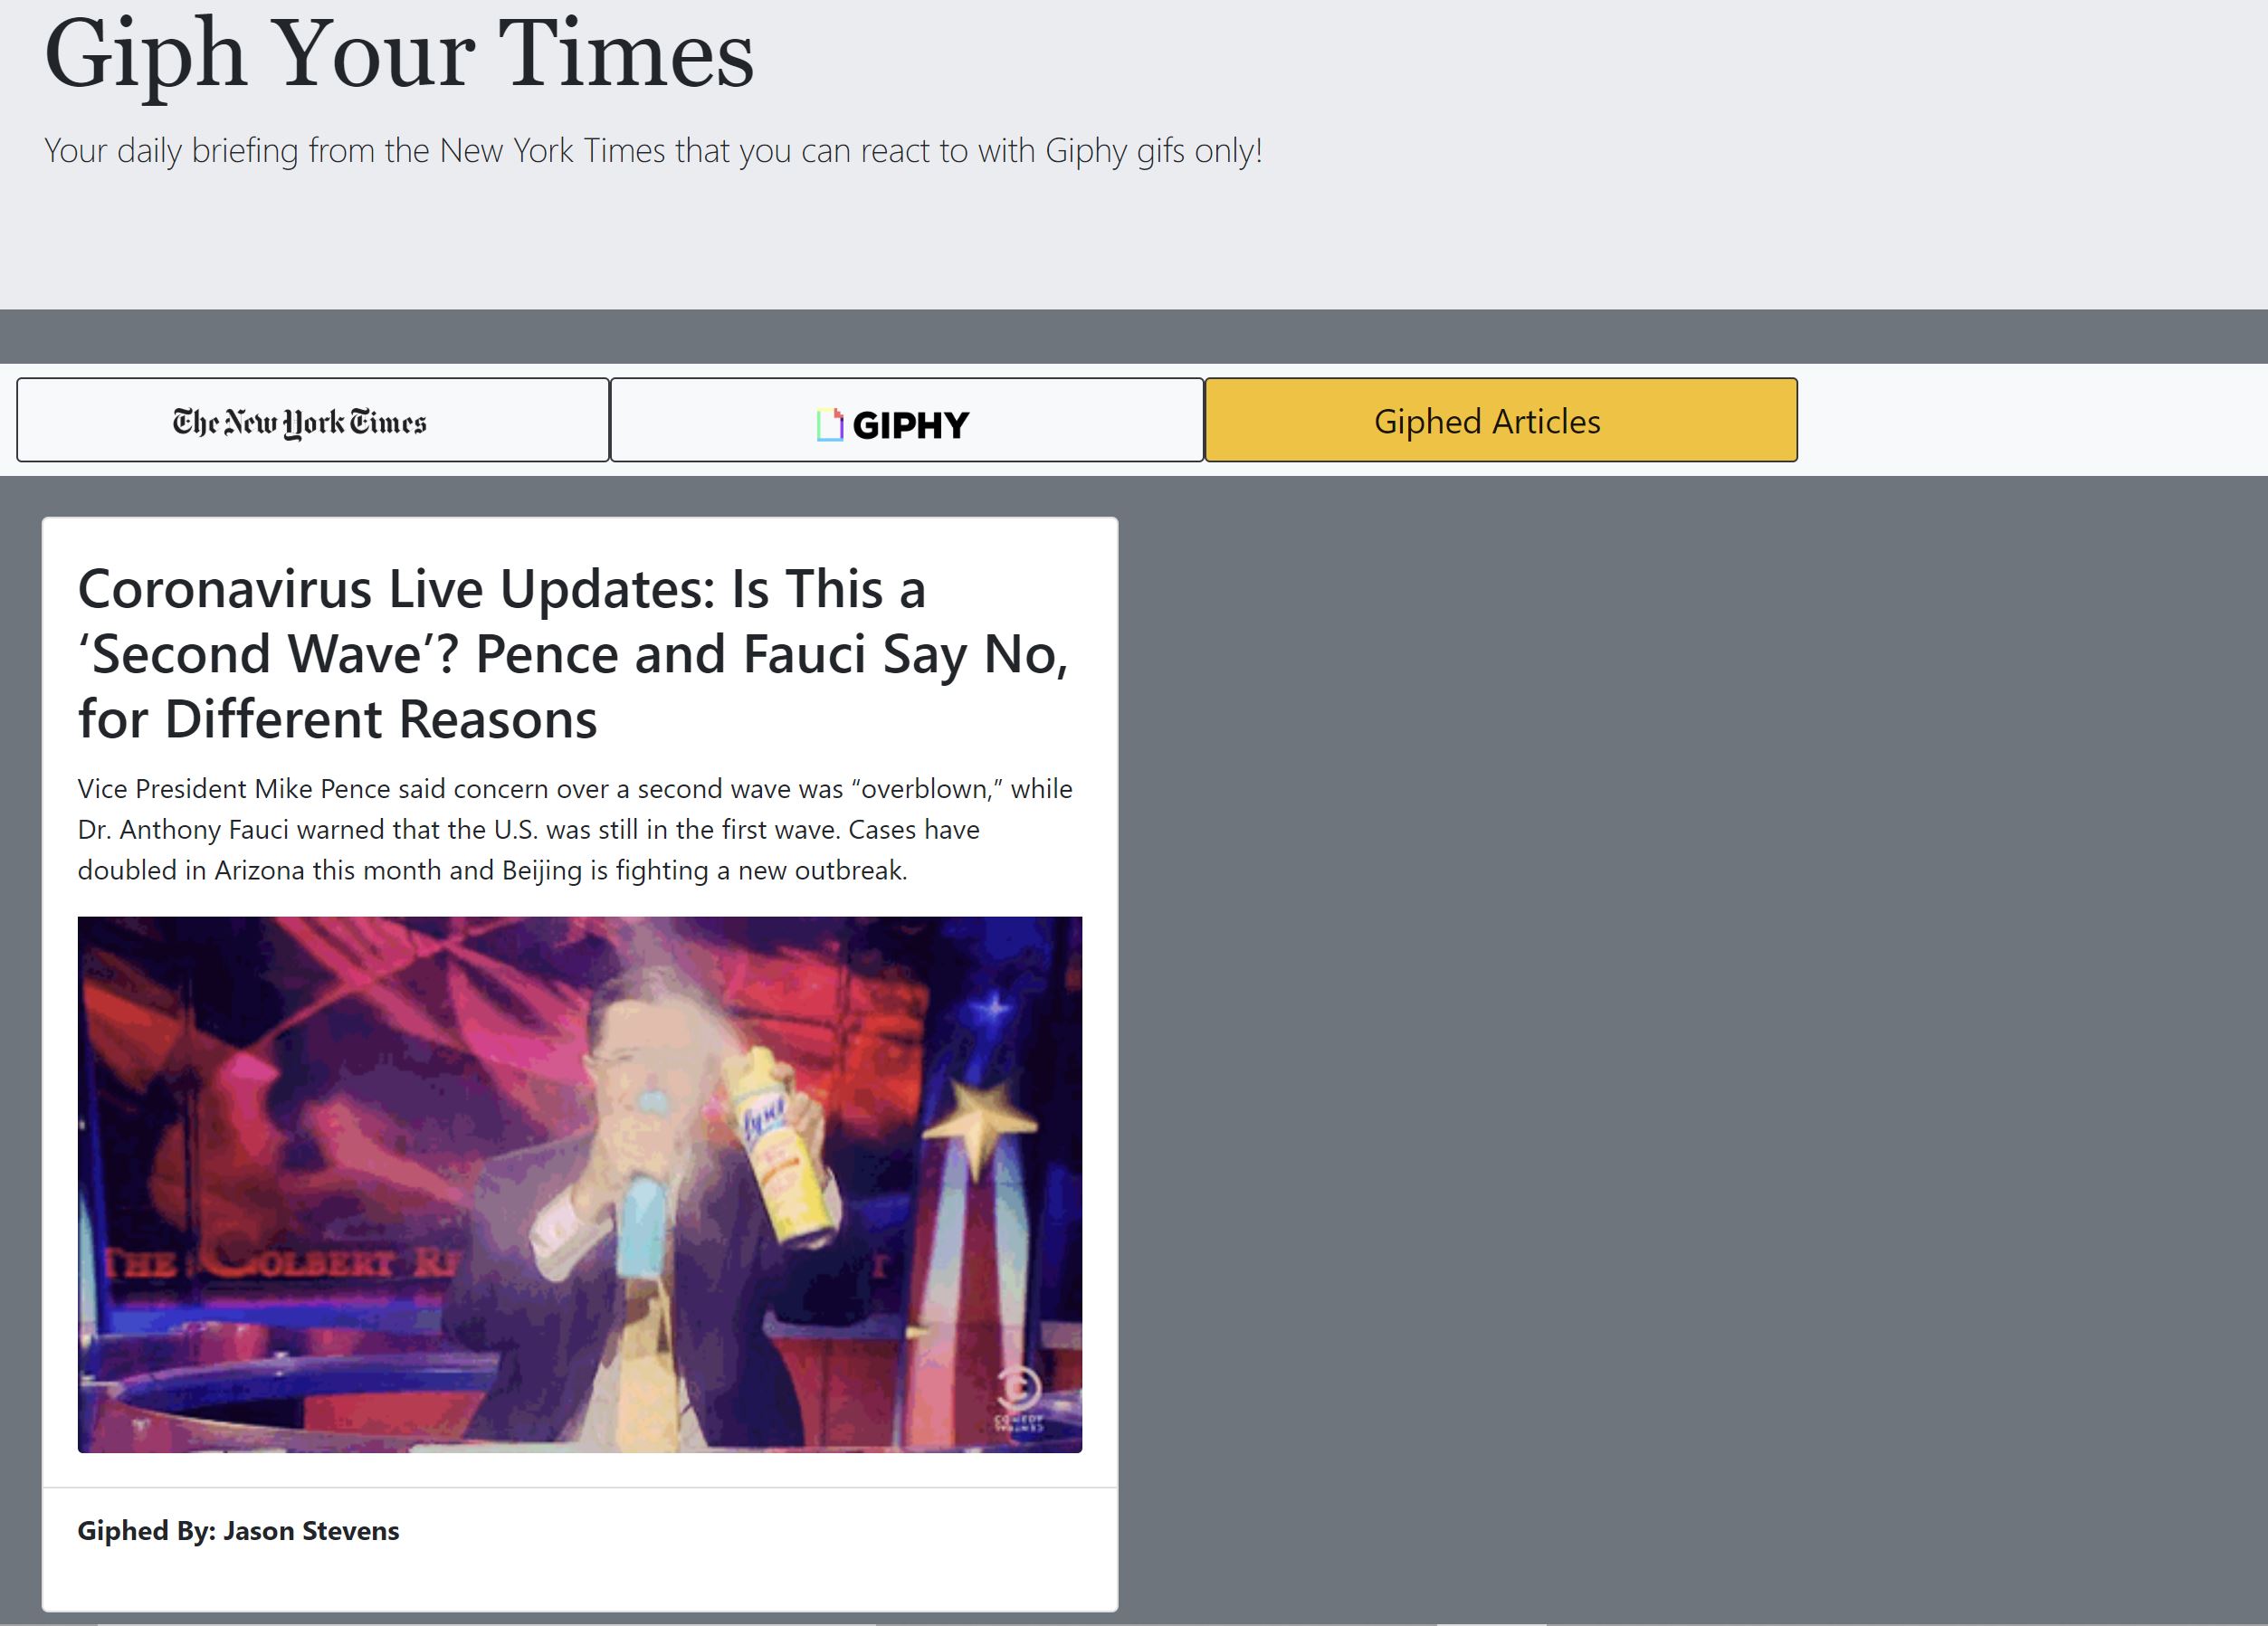 Giph Your Times
Your daily briefing from the New York Times that you can react to with Giphy gifs only!
The New York Times
GIPHY
Giphed Articles
Coronavirus Live Updates: Is This a
‘Second Wave’? Pence and Fauci Say No,
for Different Reasons
Vice President Mike Pence said concern over a second wave was “overblown,” while
Dr. Anthony Fauci warned that the U.S. was still in the first wave. Cases have
doubled in Arizona this month and Beijing is fighting a new outbreak.
Lysol
THE COLBERT
COMEDY
CENTRAL
Giphed By: Jason Stevens